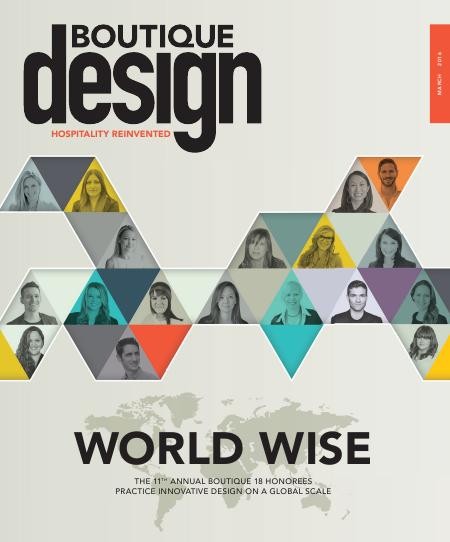 BOUTIQUE
design
HOSPITALITY REINVENTED
MARCH 2016
WORLD WISE
THE 11TH ANNUAL BOUTIQUE 18 HONOREES
PRACTICE INNOVATIVE DESIGN ON A GLOBAL SCALE